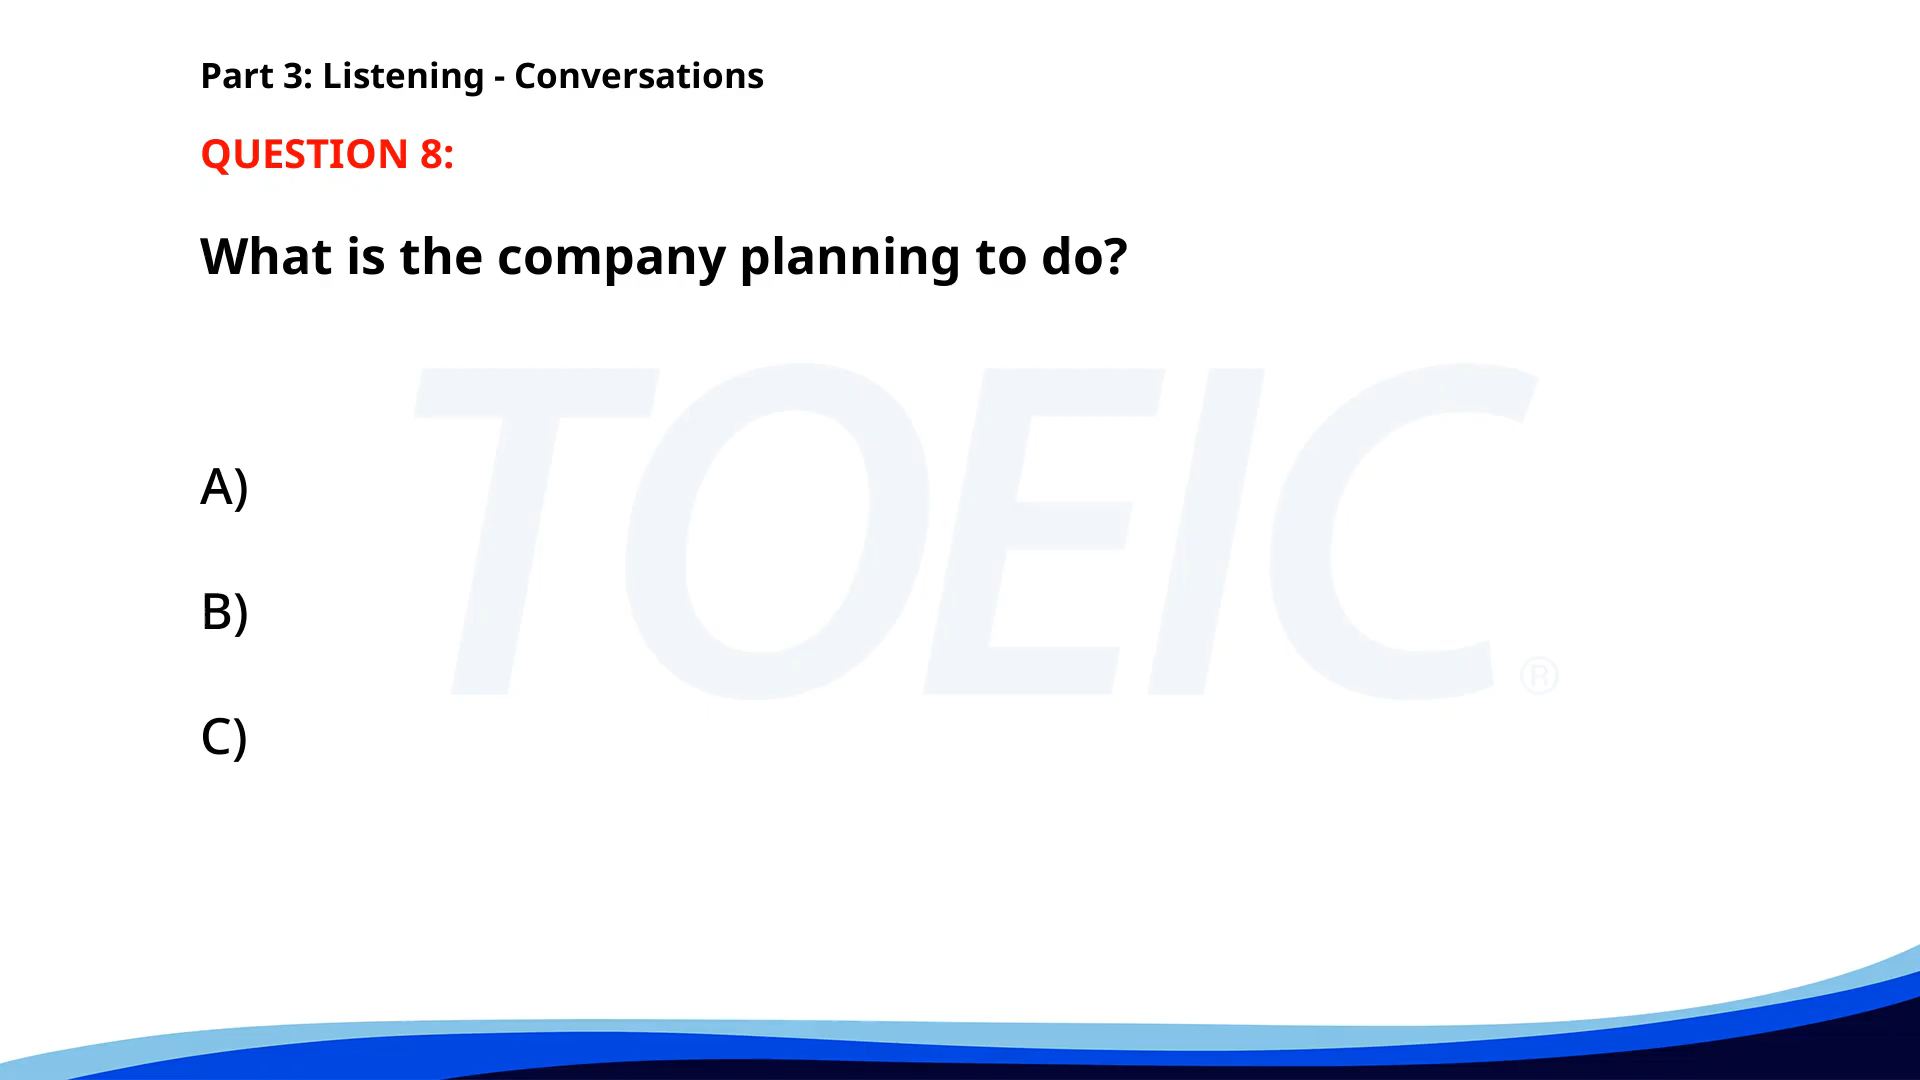 Part 3: Listening - Conversations
QUESTION 8:
What is the company planning to do?
TOEIC®
A)
B)
C)